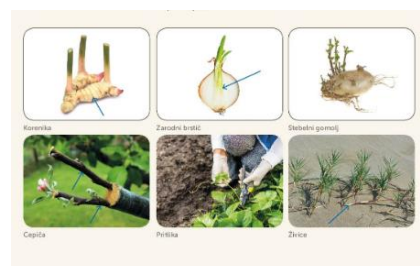 Korenika
Zarodni brstič
Stebelni gomolj
Cepiča
Pritlika
Živice